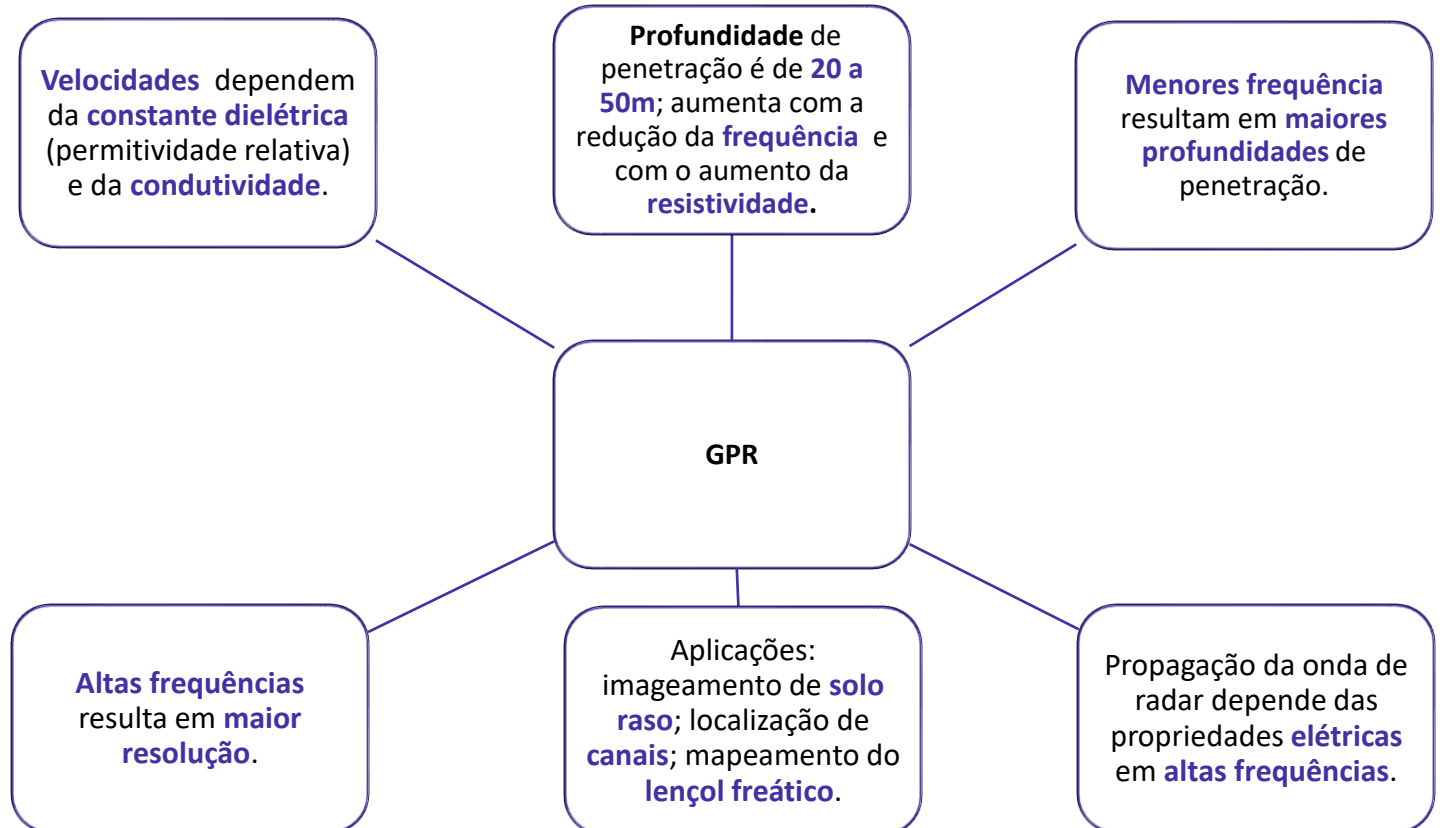 Velocidades dependem
da constante dielétrica
(permitividade relativa)
e da condutividade.
Profundidade de
penetração é de 20 a
50m; aumenta com a
redução da frequência e
com o aumento da
resistividade.
Menores frequência
resultam em maiores
profundidades de
penetração.
GPR
Altas frequências
resulta em maior
resolução.
Aplicações:
imageamento de solo
raso; localização de
canais; mapeamento do
lençol freático.
Propagação da onda de
radar depende das
propriedades elétricas
em altas frequências.